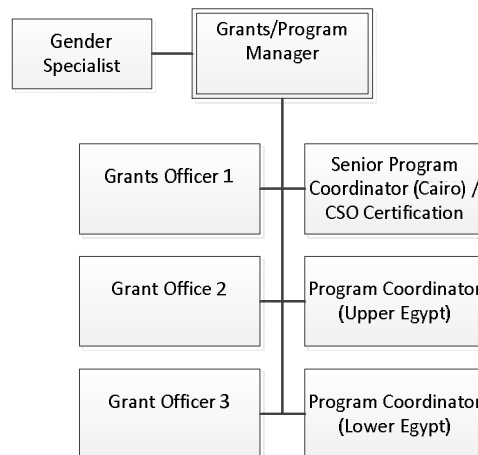 Gender
Specialist
Grants/Program
Manager
Grants Officer 1
Senior Program
Coordinator (Cairo) /
CSO Certification
Grant Office 2
Program Coordinator
(Upper Egypt)
Grant Officer 3
Program Coordinator
(Lower Egypt)